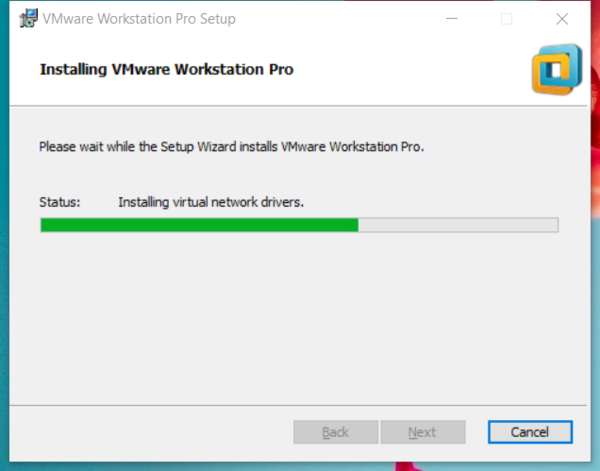 VMware Workstation Pro Setup
Installing VMware Workstation Pro
Please wait while the Setup Wizard installs VMware Workstation Pro.
Status: Installing virtual network drivers.
Back Next Cancel